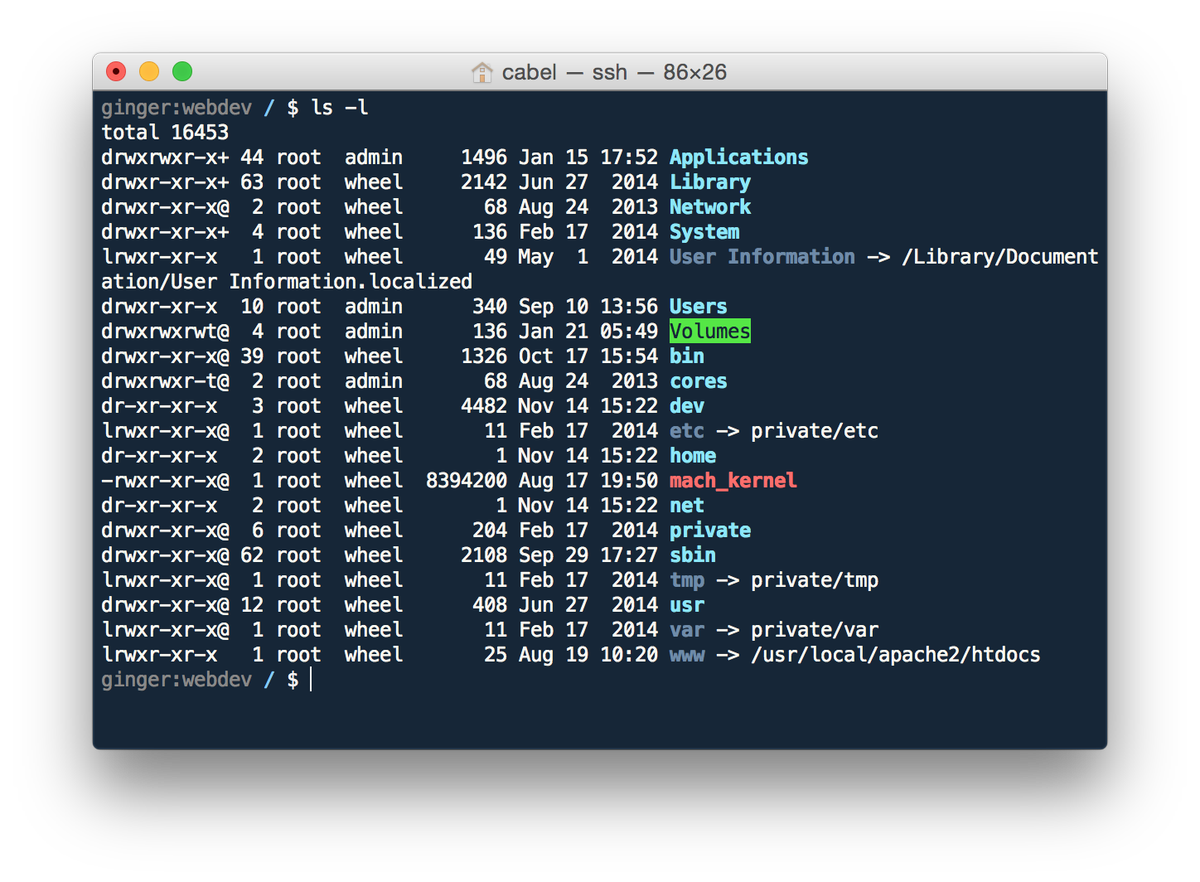 cabel — ssh — 86×26
ginger:webdev / $ ls -l
total 16453
drwxrwxr-x+ 44 root  admin     1496 Jan 15 17:52 Applications
drwxr-xr-x+ 63 root  wheel     2142 Jun 27  2014 Library
drwxr-xr-x@  2 root  wheel       68 Aug 24  2013 Network
drwxr-xr-x+  4 root  wheel      136 Feb 17  2014 System
lrwxr-xr-x   1 root  wheel       49 May  1  2014 User Information -> /Library/Document
ation/User Information.localized
drwxr-xr-x  10 root  admin      340 Sep 10 13:56 Users
drwxrwxrwt@  4 root  admin      136 Jan 21 05:49 Volumes
drwxr-xr-x@ 39 root  wheel     1326 Oct 17 15:54 bin
drwxrwxr-t@  2 root  admin       68 Aug 24  2013 cores
dr-xr-xr-x   3 root  wheel     4482 Nov 14 15:22 dev
lrwxr-xr-x@  1 root  wheel       11 Feb 17  2014 etc -> private/etc
dr-xr-xr-x   2 root  wheel        1 Nov 14 15:22 home
-rwxr-xr-x@  1 root  wheel  8394200 Aug 17 19:50 mach_kernel
dr-xr-xr-x   2 root  wheel        1 Nov 14 15:22 net
drwxr-xr-x@  6 root  wheel      204 Feb 17  2014 private
drwxr-xr-x@ 62 root  wheel     2108 Sep 29 17:27 sbin
lrwxr-xr-x@  1 root  wheel       11 Feb 17  2014 tmp -> private/tmp
drwxr-xr-x@ 12 root  wheel      408 Jun 27  2014 usr
lrwxr-xr-x@  1 root  wheel       11 Feb 17  2014 var -> private/var
lrwxr-xr-x   1 root  wheel       25 Aug 19 10:20 www -> /usr/local/apache2/htdocs
ginger:webdev / $